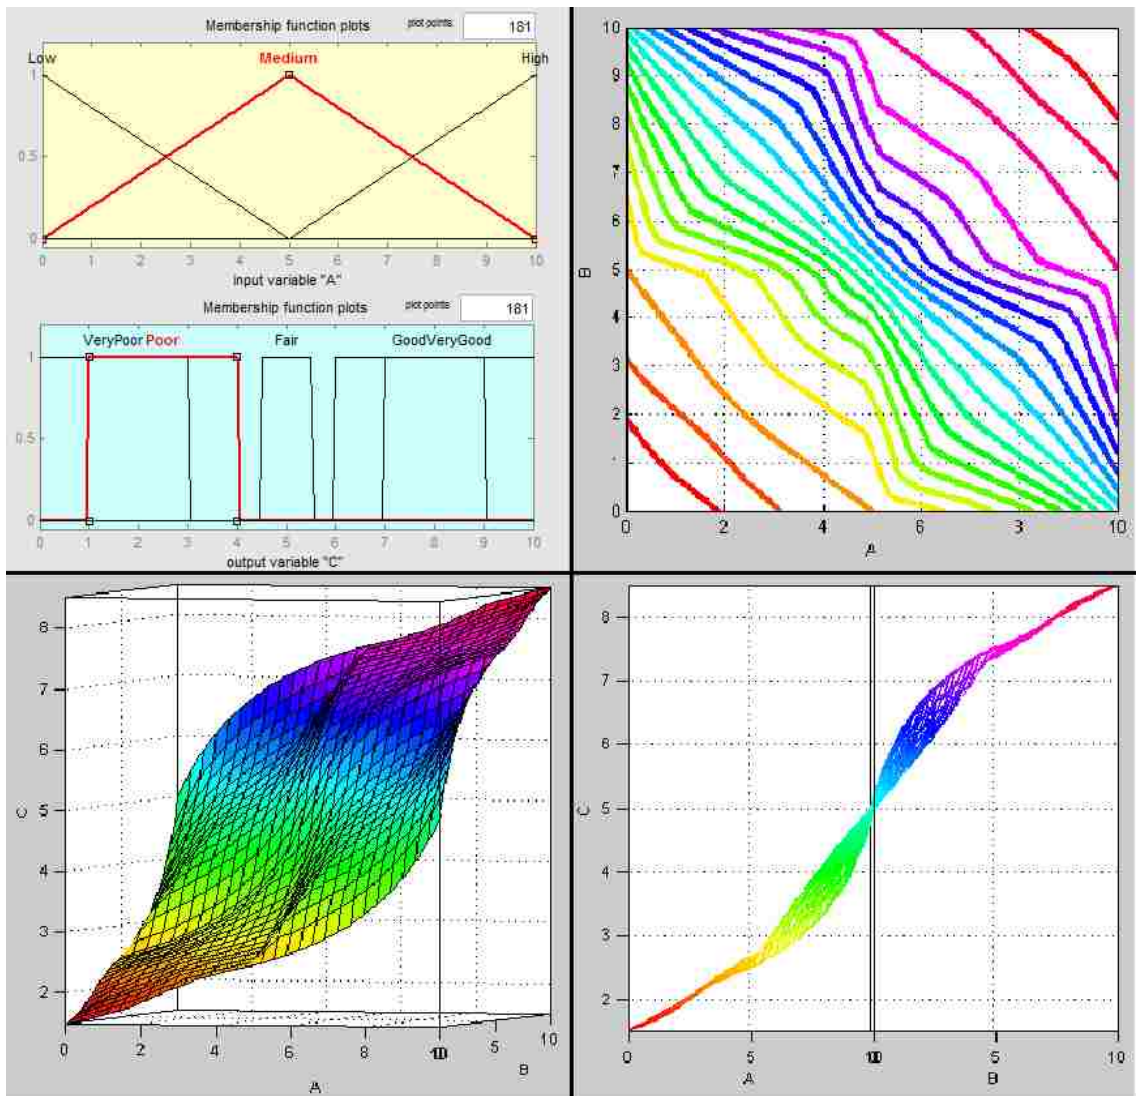 Membership function plots plot points: 181
Low Medium High
1
0.5
0
0 1 2 3 4 5 6 7 8 9 10
input variable "A"
Membership function plots plot points: 181
VeryPoor Poor Fair GoodVeryGood
1
0.5
0
0 1 2 3 4 5 6 7 8 9 10
output variable "C"
10
9
8
7
6
5
B
4
3
2
1
0
0 2 4 6 3 10
A
8
7
6
5
C
4
3
2
0 2 4 6 8 10 5 10
A B
8
7
6
5
C
4
3
2
0 5 10 5 10
A B